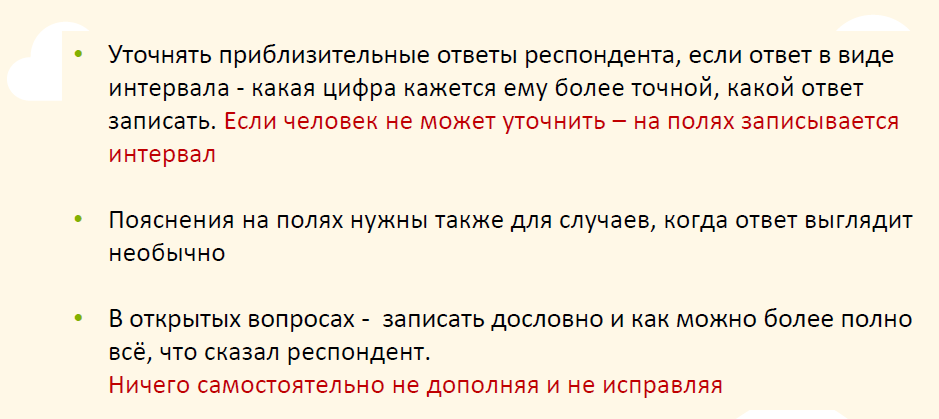 • Уточнять приблизительные ответы респондента, если ответ в виде
интервала - какая цифра кажется ему более точной, какой ответ
записать. Если человек не может уточнить – на полях записывается
интервал
• Пояснения на полях нужны также для случаев, когда ответ выглядит
необычно
• В открытых вопросах - записать дословно и как можно более полно
всё, что сказал респондент.
Ничего самостоятельно не дополняя и не исправляя